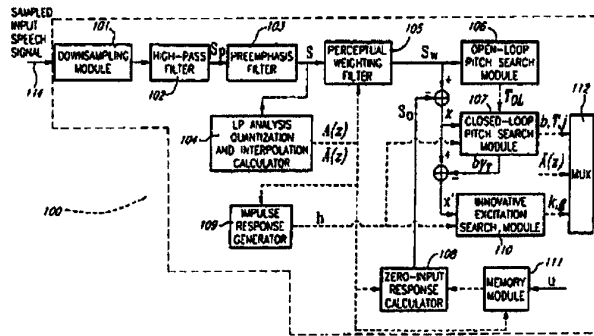 SAMPLED
INPUT
SPEECH
SIGNAL
114
101
DOWNSAMPLING
MODULE
HIGH-PASS
FILTER
102
Sp
103
PREEMPHASIS
FILTER
S
PERCEPTUAL
WEIGHTING
FILTER
105
Sw
106
OPEN-LOOP
PITCH SEARCH
MODULE
TOL
107
CLOSED-LOOP
PITCH SEARCH
MODULE
b,T,j
112
MUX
+
-
S0
x
104
LP ANALYSIS
QUANTIZATION
AND INTERPOLATION
CALCULATOR
A(z)
Â(z)
Â(z)
+
-
byT
x'
100
109
IMPULSE
RESPONSE
GENERATOR
h
INNOVATIVE
EXCITATION
SEARCH MODULE
110
k,g
108
ZERO-INPUT
RESPONSE
CALCULATOR
MEMORY
MODULE
111
u